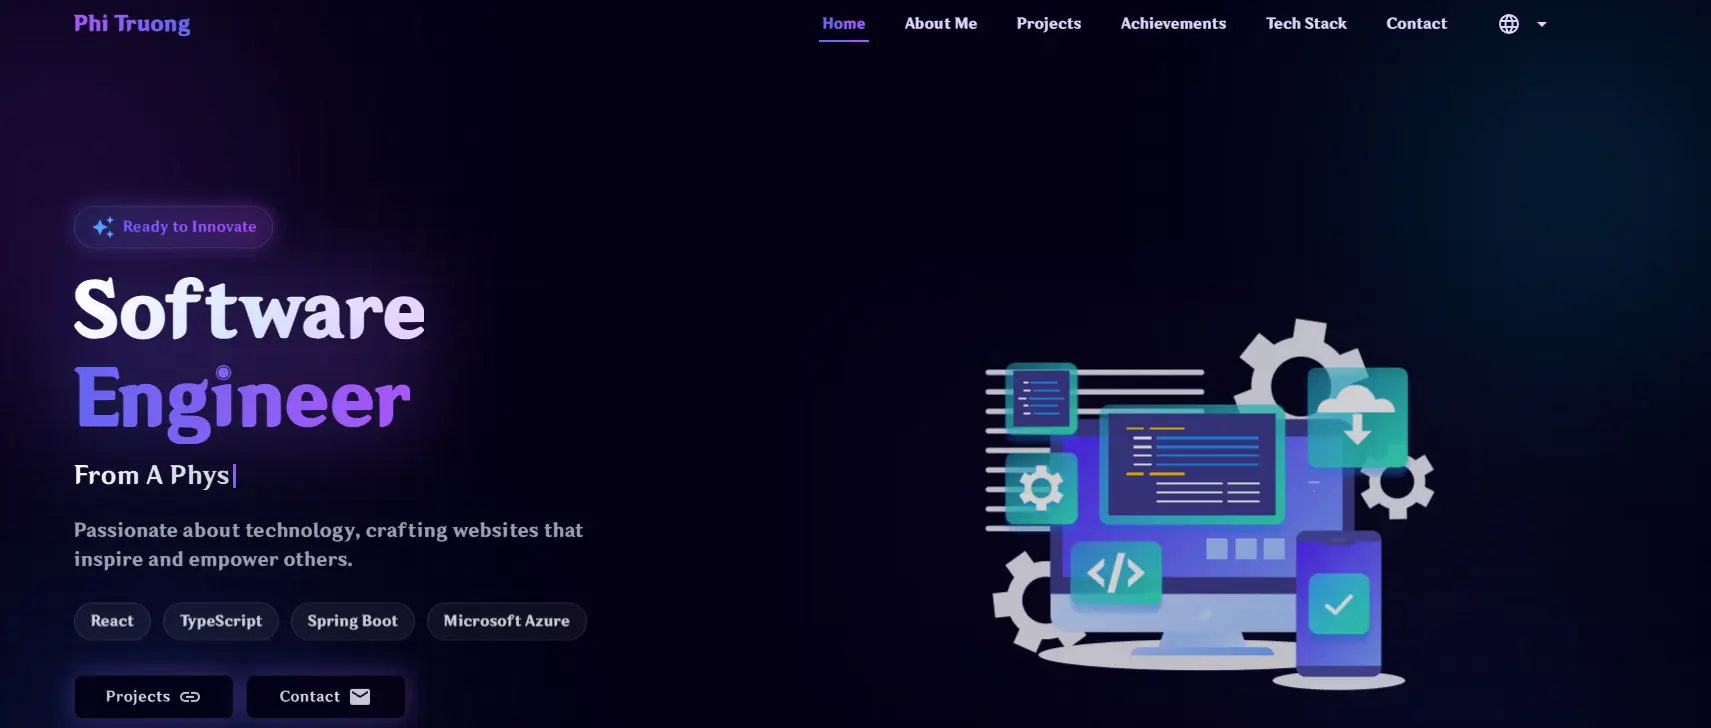 Phi Truong
Home
About Me
Projects
Achievements
Tech Stack
Contact
Ready to Innovate
Software
Engineer
From A Phys
Passionate about technology, crafting websites that
inspire and empower others.
React
TypeScript
Spring Boot
Microsoft Azure
Projects
Contact
</>